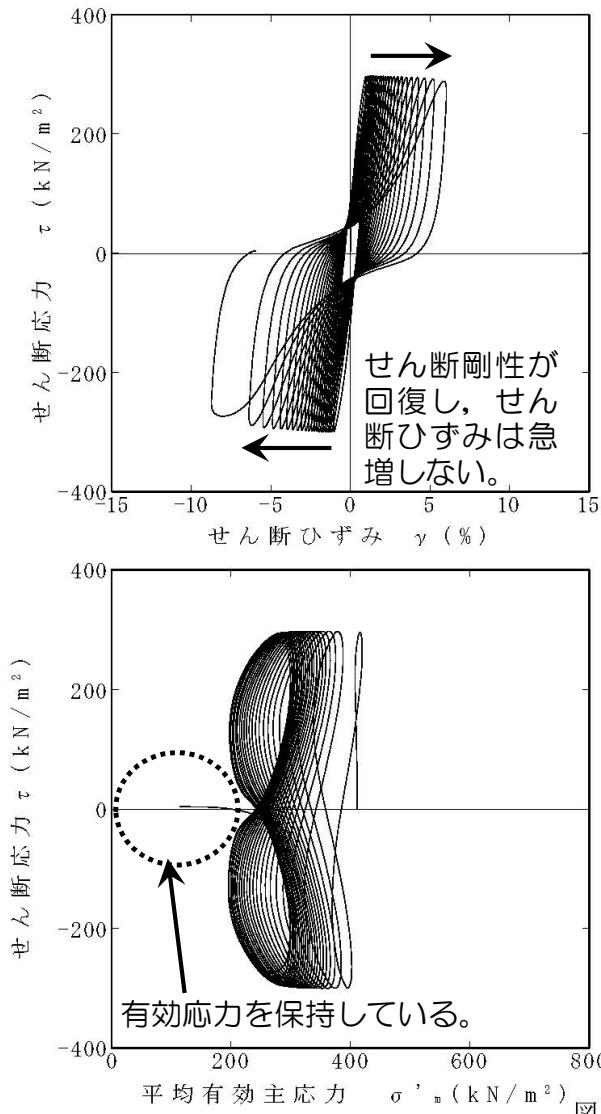 400
200
0
-200
-400
せん断応力 τ (kN/m²)
せん断剛性が
回復し，せん
断ひずみは急
増しない。
-15 -10 -5 0 5 10 15
せん断ひずみ γ (%)
400
200
0
-200
-400
せん断応力 τ (kN/m²)
有効応力を保持している。
0 200 400 600 800
平均有効主応力 σ'ₘ (kN/m²)
図